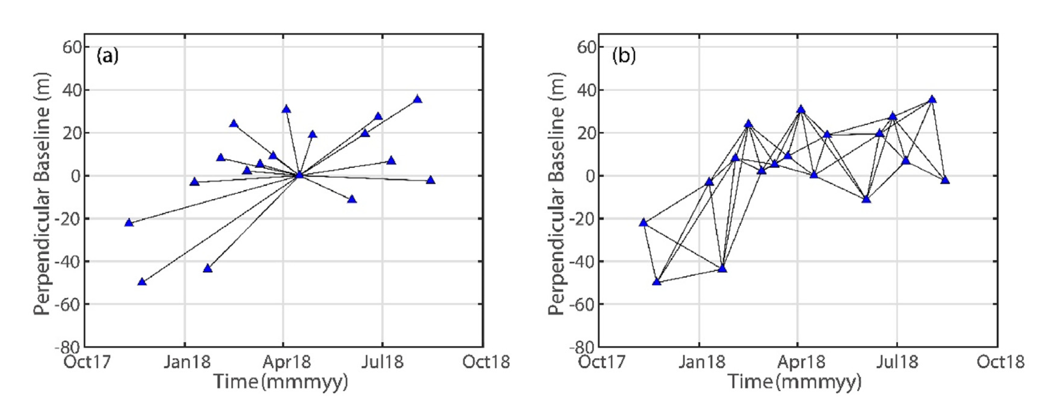 (a)
Perpendicular Baseline (m)
60
40
20
0
-20
-40
-60
-80
Oct17
Jan18
Apr18
Jul18
Oct18
Time(mmmyy)
(b)
Perpendicular Baseline (m)
60
40
20
0
-20
-40
-60
-80
Oct17
Jan18
Apr18
Jul18
Oct18
Time(mmmyy)